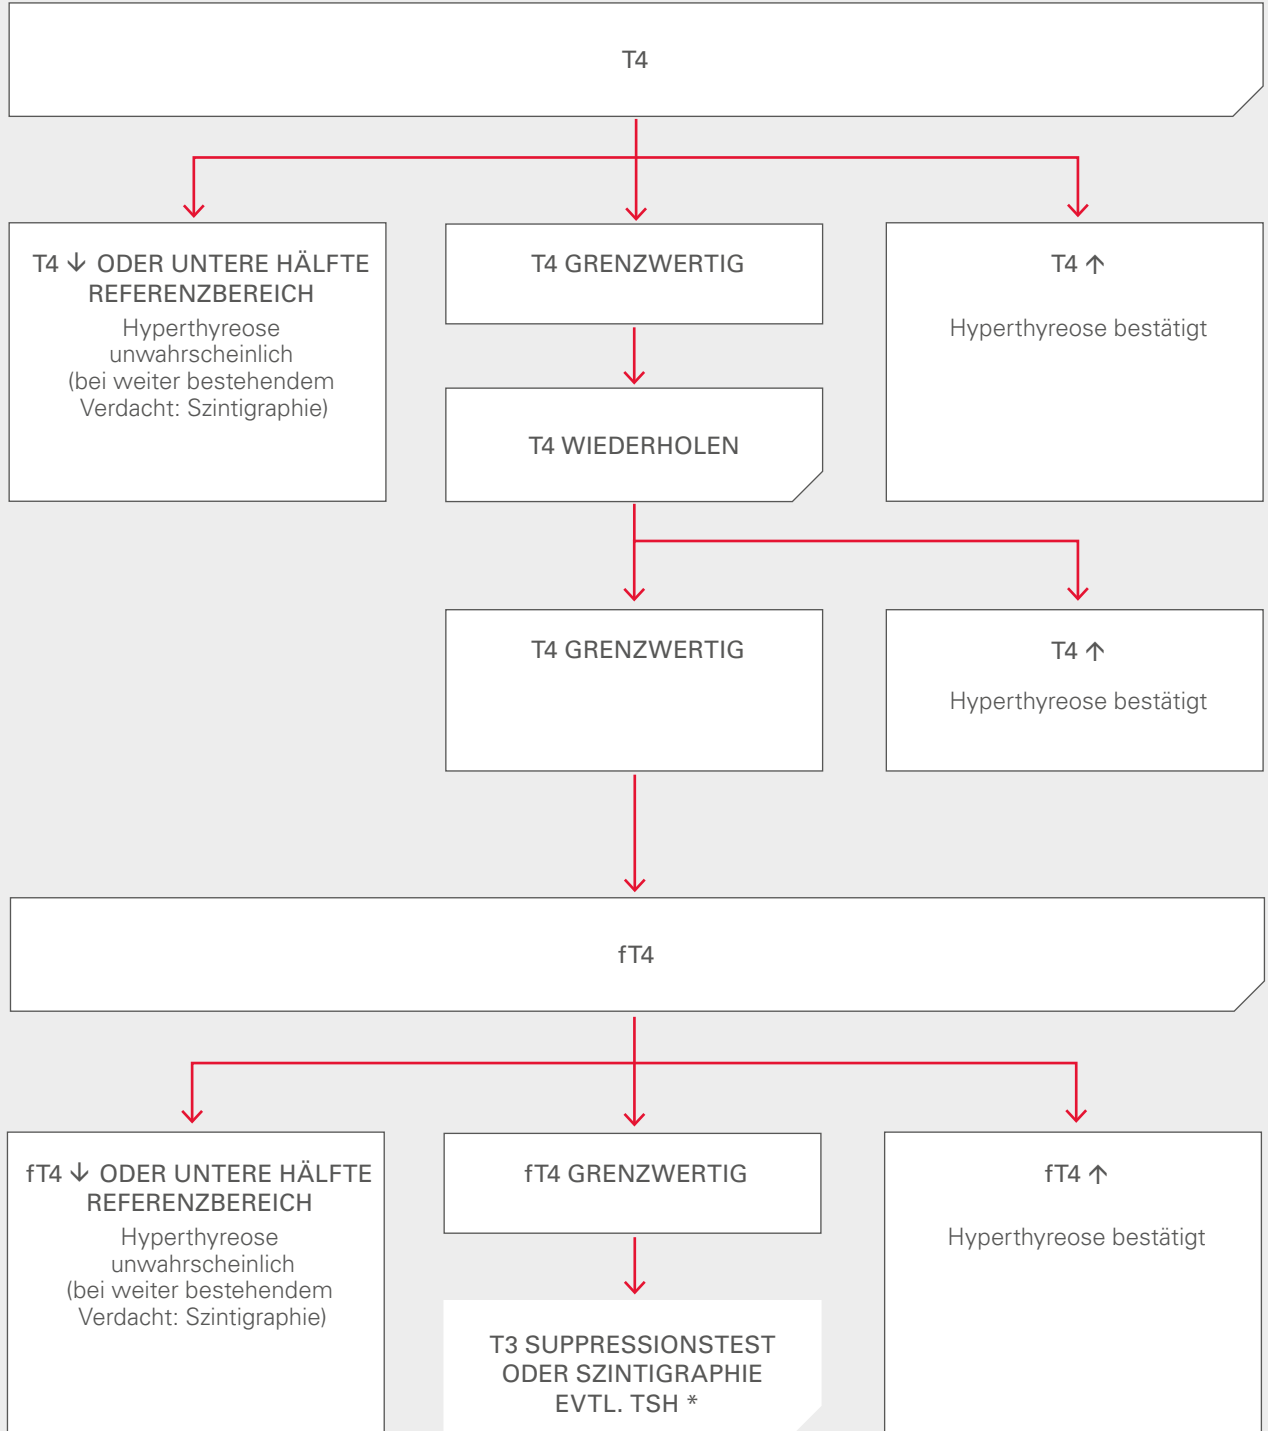 T4
T4 ↓ ODER UNTERE HÄLFTE
REFERENZBEREICH
Hyperthyreose
unwahrscheinlich
(bei weiter bestehendem
Verdacht: Szintigraphie)
T4 GRENZWERTIG
T4 ↑
Hyperthyreose bestätigt
T4 WIEDERHOLEN
T4 GRENZWERTIG
T4 ↑
Hyperthyreose bestätigt
fT4
fT4 ↓ ODER UNTERE HÄLFTE
REFERENZBEREICH
Hyperthyreose
unwahrscheinlich
(bei weiter bestehendem
Verdacht: Szintigraphie)
fT4 GRENZWERTIG
fT4 ↑
Hyperthyreose bestätigt
T3 SUPPRESSIONSTEST
ODER SZINTIGRAPHIE
EVTL. TSH *